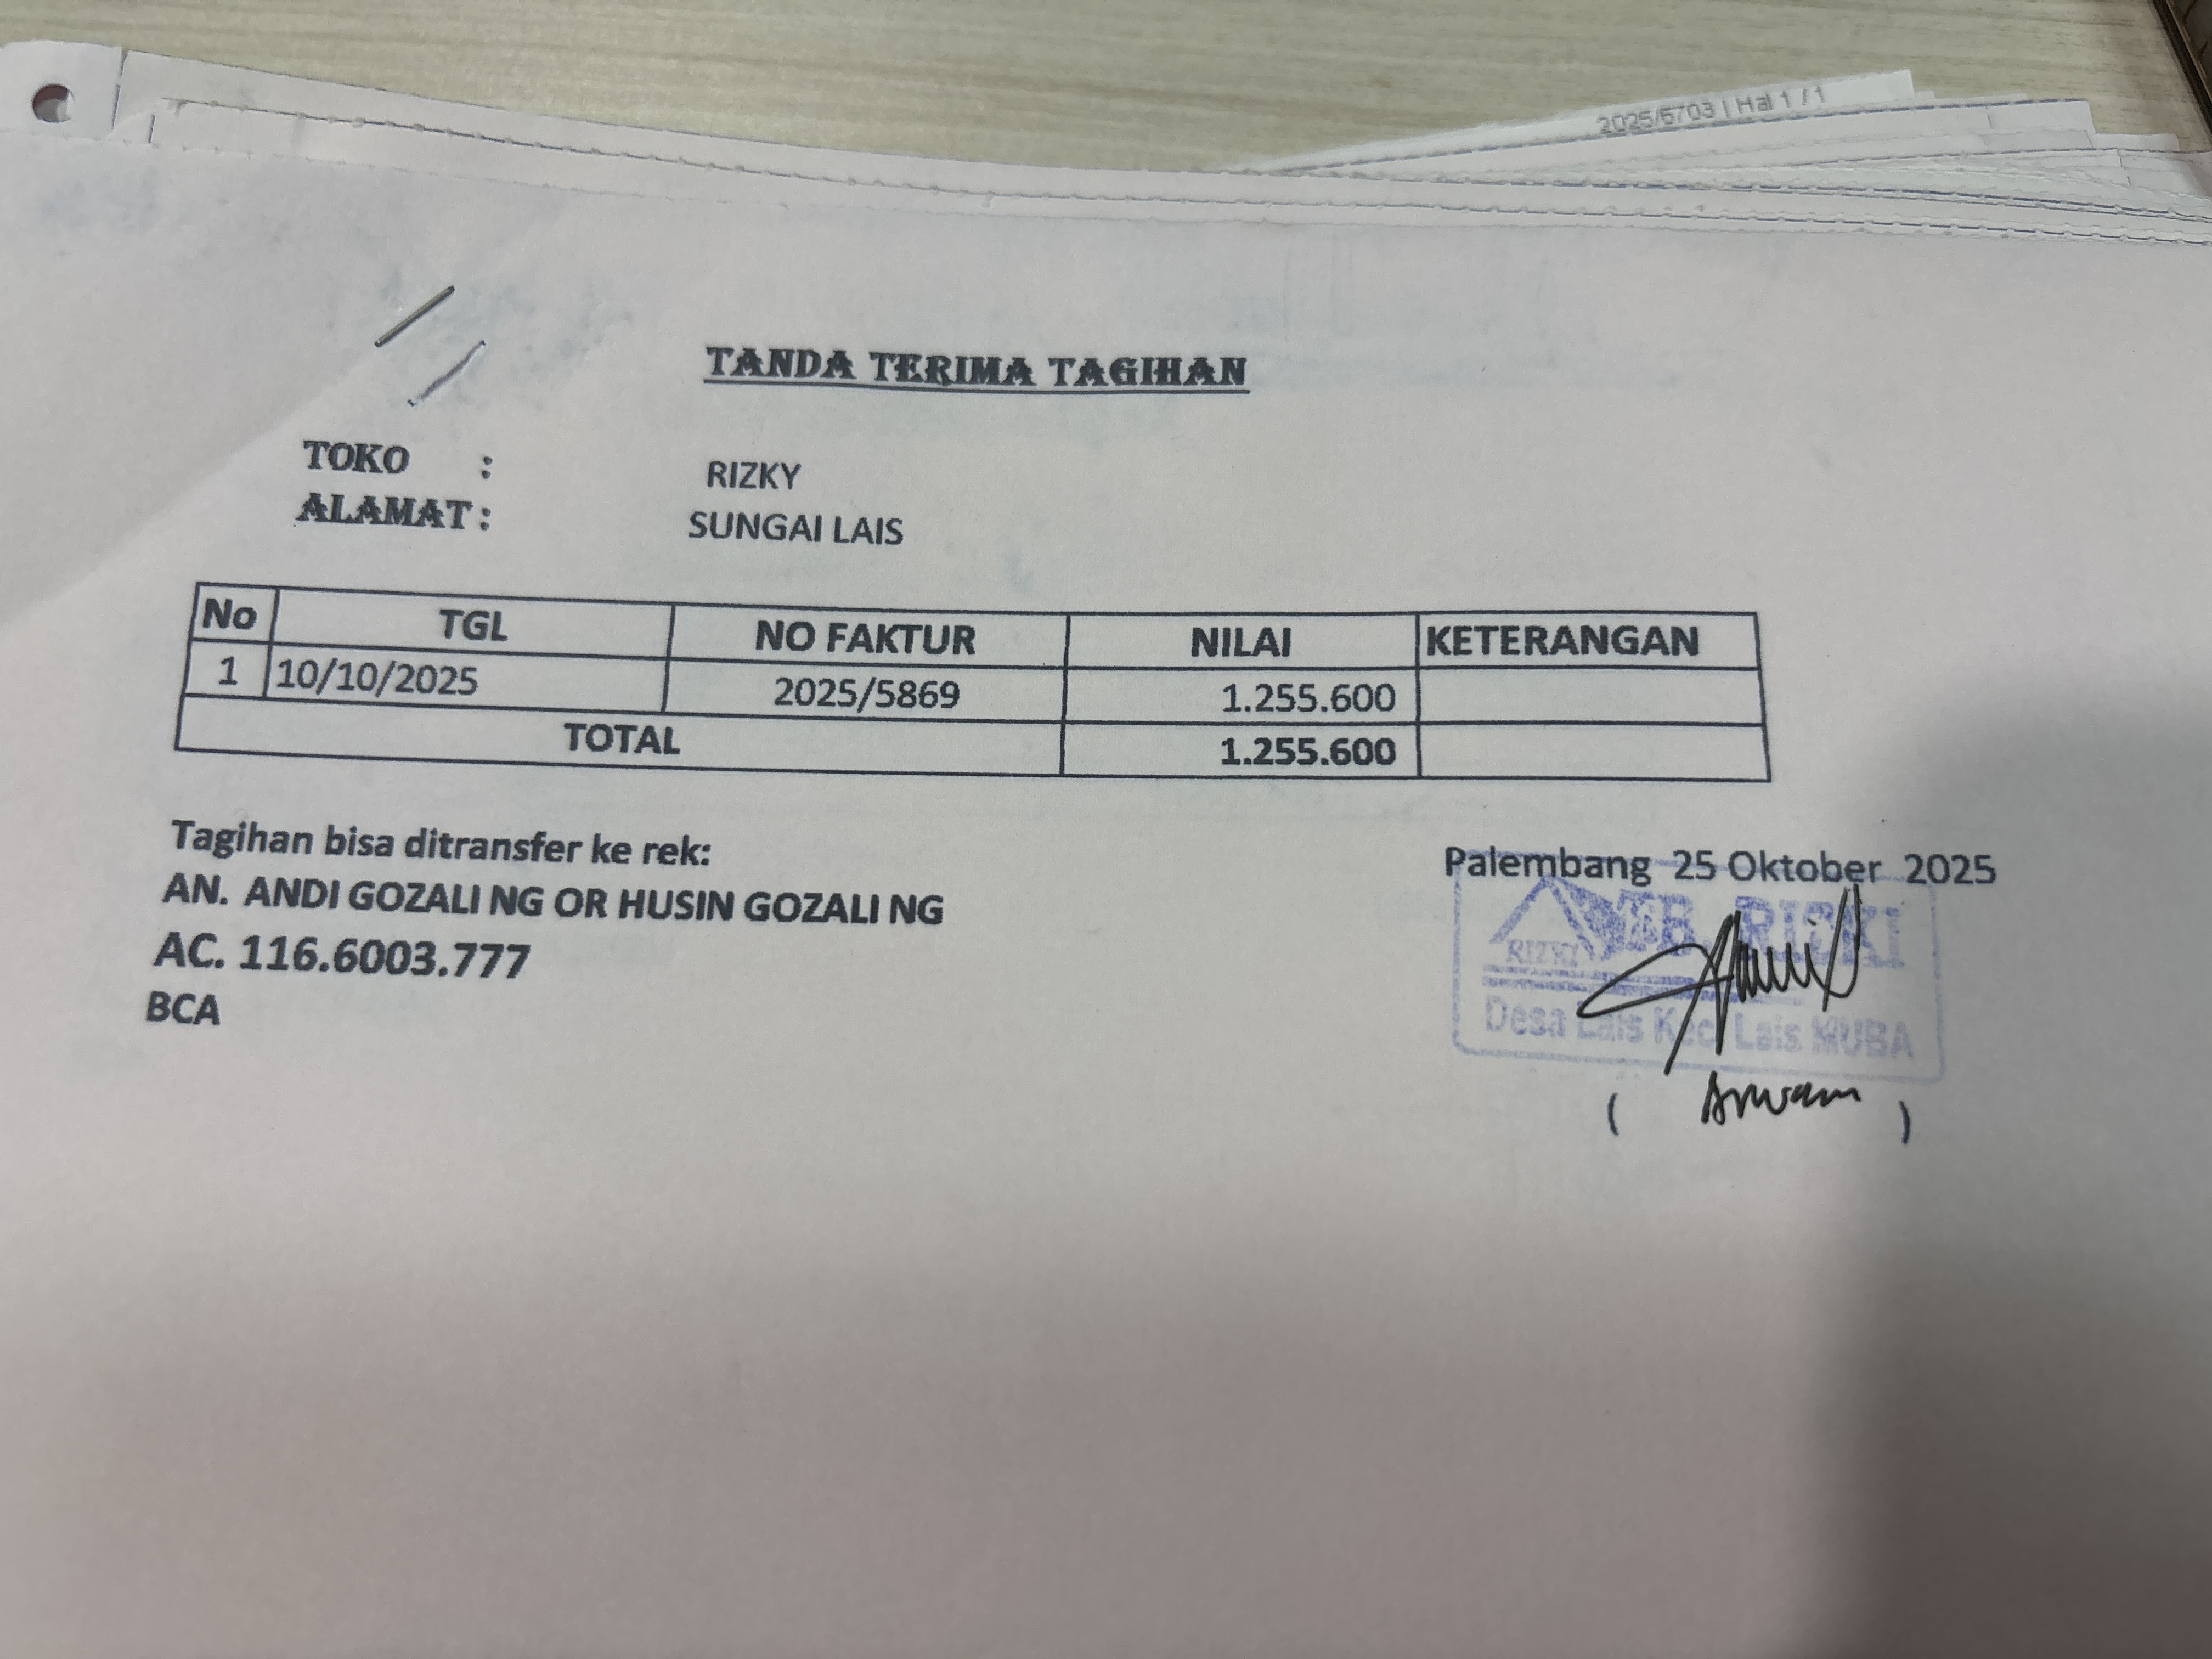 2025/6703 | Hal 1 / 1
TANDA TERIMA TAGIHAN
TOKO : RIZKY
ALAMAT : SUNGAI LAIS
No TGL NO FAKTUR NILAI KETERANGAN
1 10/10/2025 2025/5869 1.255.600
TOTAL 1.255.600
Tagihan bisa ditransfer ke rek:
AN. ANDI GOZALI NG OR HUSIN GOZALI NG
AC. 116.6003.777
BCA
Palembang 25 Oktober 2025
TB RIZKI
RIZKY
Desa Lais Kec. Lais MUBA
( )